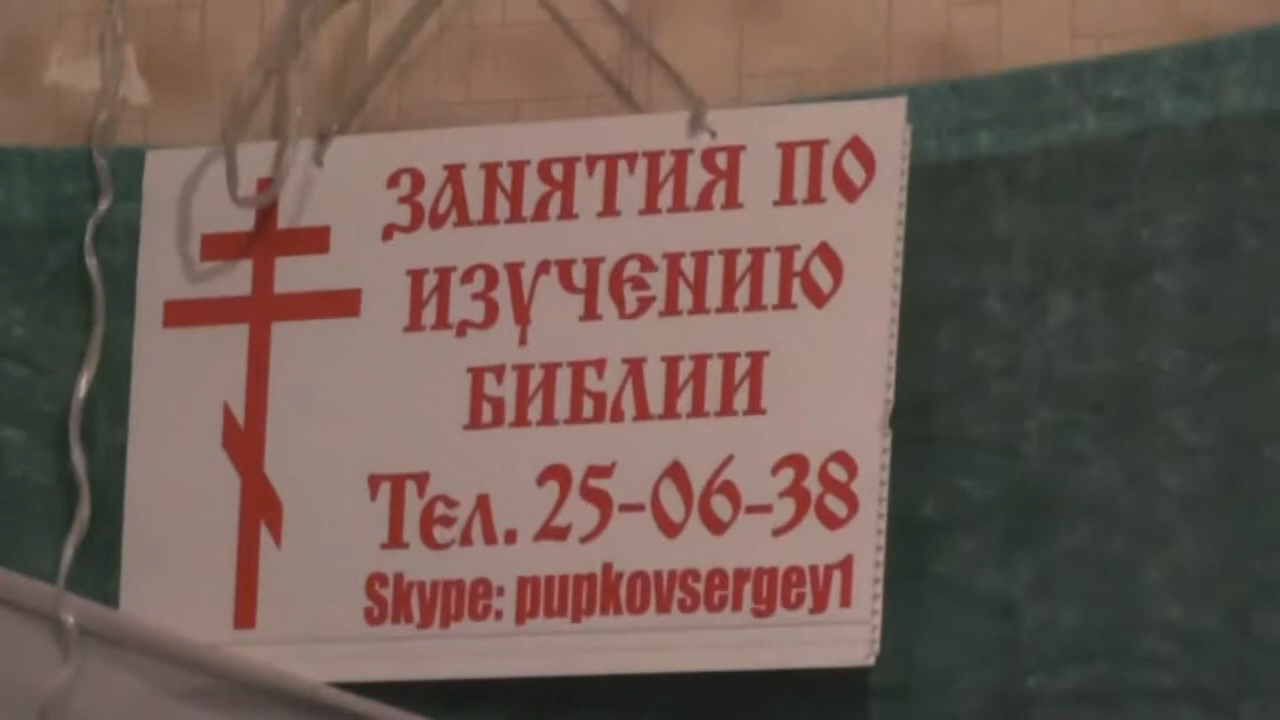 ЗАНЯТИЯ ПО
ИЗУЧЕНИЮ
БИБЛИИ
Тел. 25-06-38
Skype: pupkovsergey1